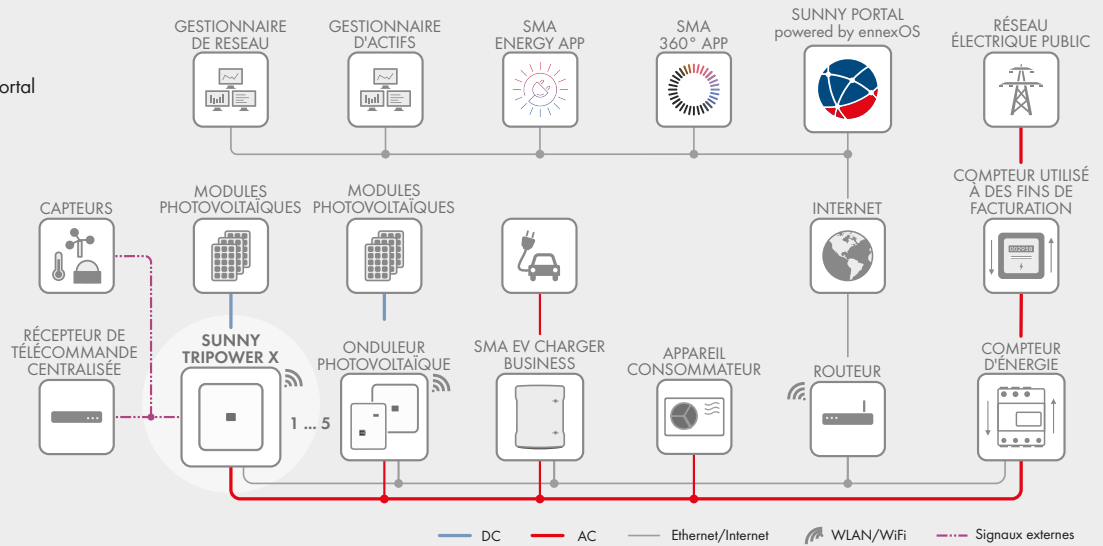 GESTIONNAIRE
DE RESEAU
GESTIONNAIRE
D'ACTIFS
SMA
ENERGY APP
SMA
360° APP
SUNNY PORTAL
powered by ennexOS
RÉSEAU
ÉLECTRIQUE PUBLIC
ortal
CAPTEURS
MODULES
PHOTOVOLTAÏQUES
MODULES
PHOTOVOLTAÏQUES
INTERNET
COMPTEUR UTILISÉ
À DES FINS DE
FACTURATION
RÉCEPTEUR DE
TÉLÉCOMMANDE
CENTRALISÉE
SUNNY
TRIPOWER X
1 ... 5
ONDULEUR
PHOTOVOLTAÏQUE
SMA EV CHARGER
BUSINESS
APPAREIL
CONSOMMATEUR
ROUTEUR
COMPTEUR
D'ÉNERGIE
DC
AC
Ethernet/Internet
WLAN/WiFi
Signaux externes